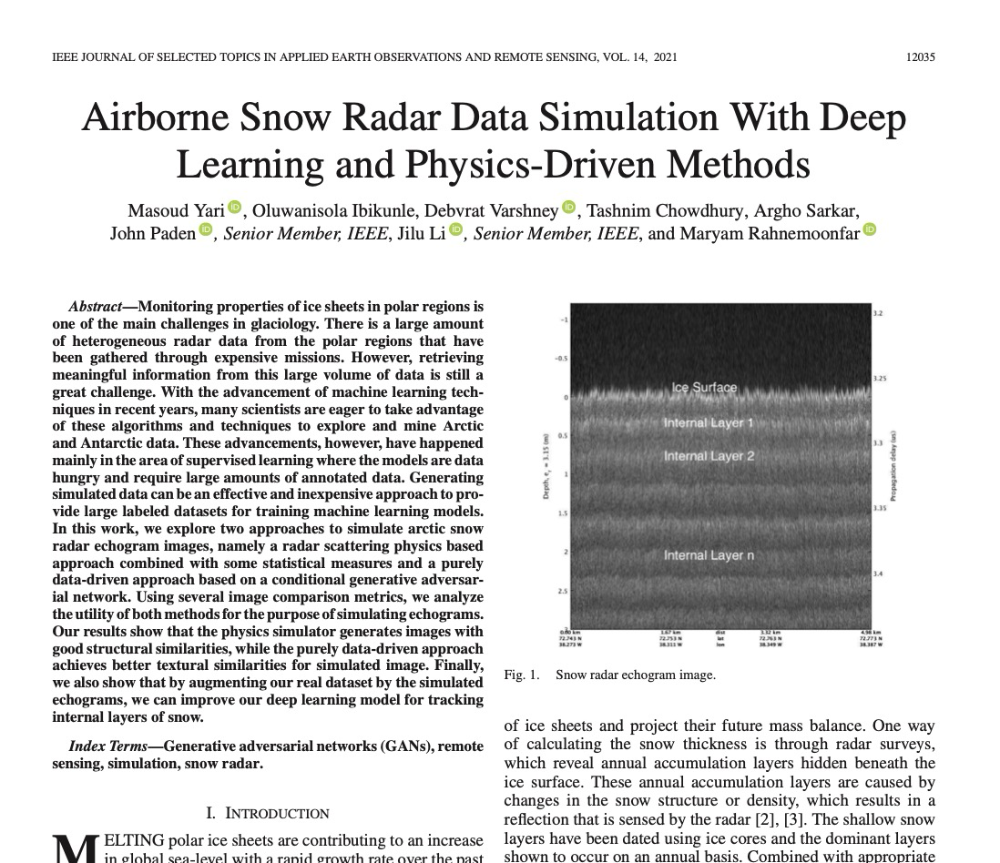 IEEE JOURNAL OF SELECTED TOPICS IN APPLIED EARTH OBSERVATIONS AND REMOTE SENSING, VOL. 14, 2021 12035
Airborne Snow Radar Data Simulation With Deep
Learning and Physics-Driven Methods
Masoud Yari iD, Oluwanisola Ibikunle, Debvrat Varshney iD, Tashnim Chowdhury, Argho Sarkar,
John Paden iD, Senior Member, IEEE, Jilu Li iD, Senior Member, IEEE, and Maryam Rahnemoonfar iD
Abstract—Monitoring properties of ice sheets in polar regions is
one of the main challenges in glaciology. There is a large amount
of heterogeneous radar data from the polar regions that have
been gathered through expensive missions. However, retrieving
meaningful information from this large volume of data is still a
great challenge. With the advancement of machine learning tech-
niques in recent years, many scientists are eager to take advantage
of these algorithms and techniques to explore and mine Arctic
and Antarctic data. These advancements, however, have happened
mainly in the area of supervised learning where the models are data
hungry and require large amounts of annotated data. Generating
simulated data can be an effective and inexpensive approach to pro-
vide large labeled datasets for training machine learning models.
In this work, we explore two approaches to simulate arctic snow
radar echogram images, namely a radar scattering physics based
approach combined with some statistical measures and a purely
data-driven approach based on a conditional generative adversar-
ial network. Using several image comparison metrics, we analyze
the utility of both methods for the purpose of simulating echograms.
Our results show that the physics simulator generates images with
good structural similarities, while the purely data-driven approach
achieves better textural similarities for simulated image. Finally,
we also show that by augmenting our real dataset by the simulated
echograms, we can improve our deep learning model for tracking
internal layers of snow.
Index Terms—Generative adversarial networks (GANs), remote
sensing, simulation, snow radar.
I. INTRODUCTION
MELTING polar ice sheets are contributing to an increase
in global sea-level with a rapid growth rate over the past
-1
-0.5
0
0.5
1
1.5
2
2.5
3
Depth, e = 3.15 (m)
Ice Surface
Internal Layer 1
Internal Layer 2
Internal Layer n
3.2
3.25
3.3
3.35
3.4
Propagation delay (us)
0.00 km 1.67 km dist 3.32 km 4.98 km
72.743 N 72.753 N lat 72.763 N 72.773 N
38.273 W 38.311 W lon 38.349 W 38.387 W
Fig. 1. Snow radar echogram image.
of ice sheets and project their future mass balance. One way
of calculating the snow thickness is through radar surveys,
which reveal annual accumulation layers hidden beneath the
ice surface. These annual accumulation layers are caused by
changes in the snow structure or density, which results in a
reflection that is sensed by the radar [2], [3]. The shallow snow
layers have been dated using ice cores and the dominant layers
shown to occur on an annual basis. Combined with appropriate